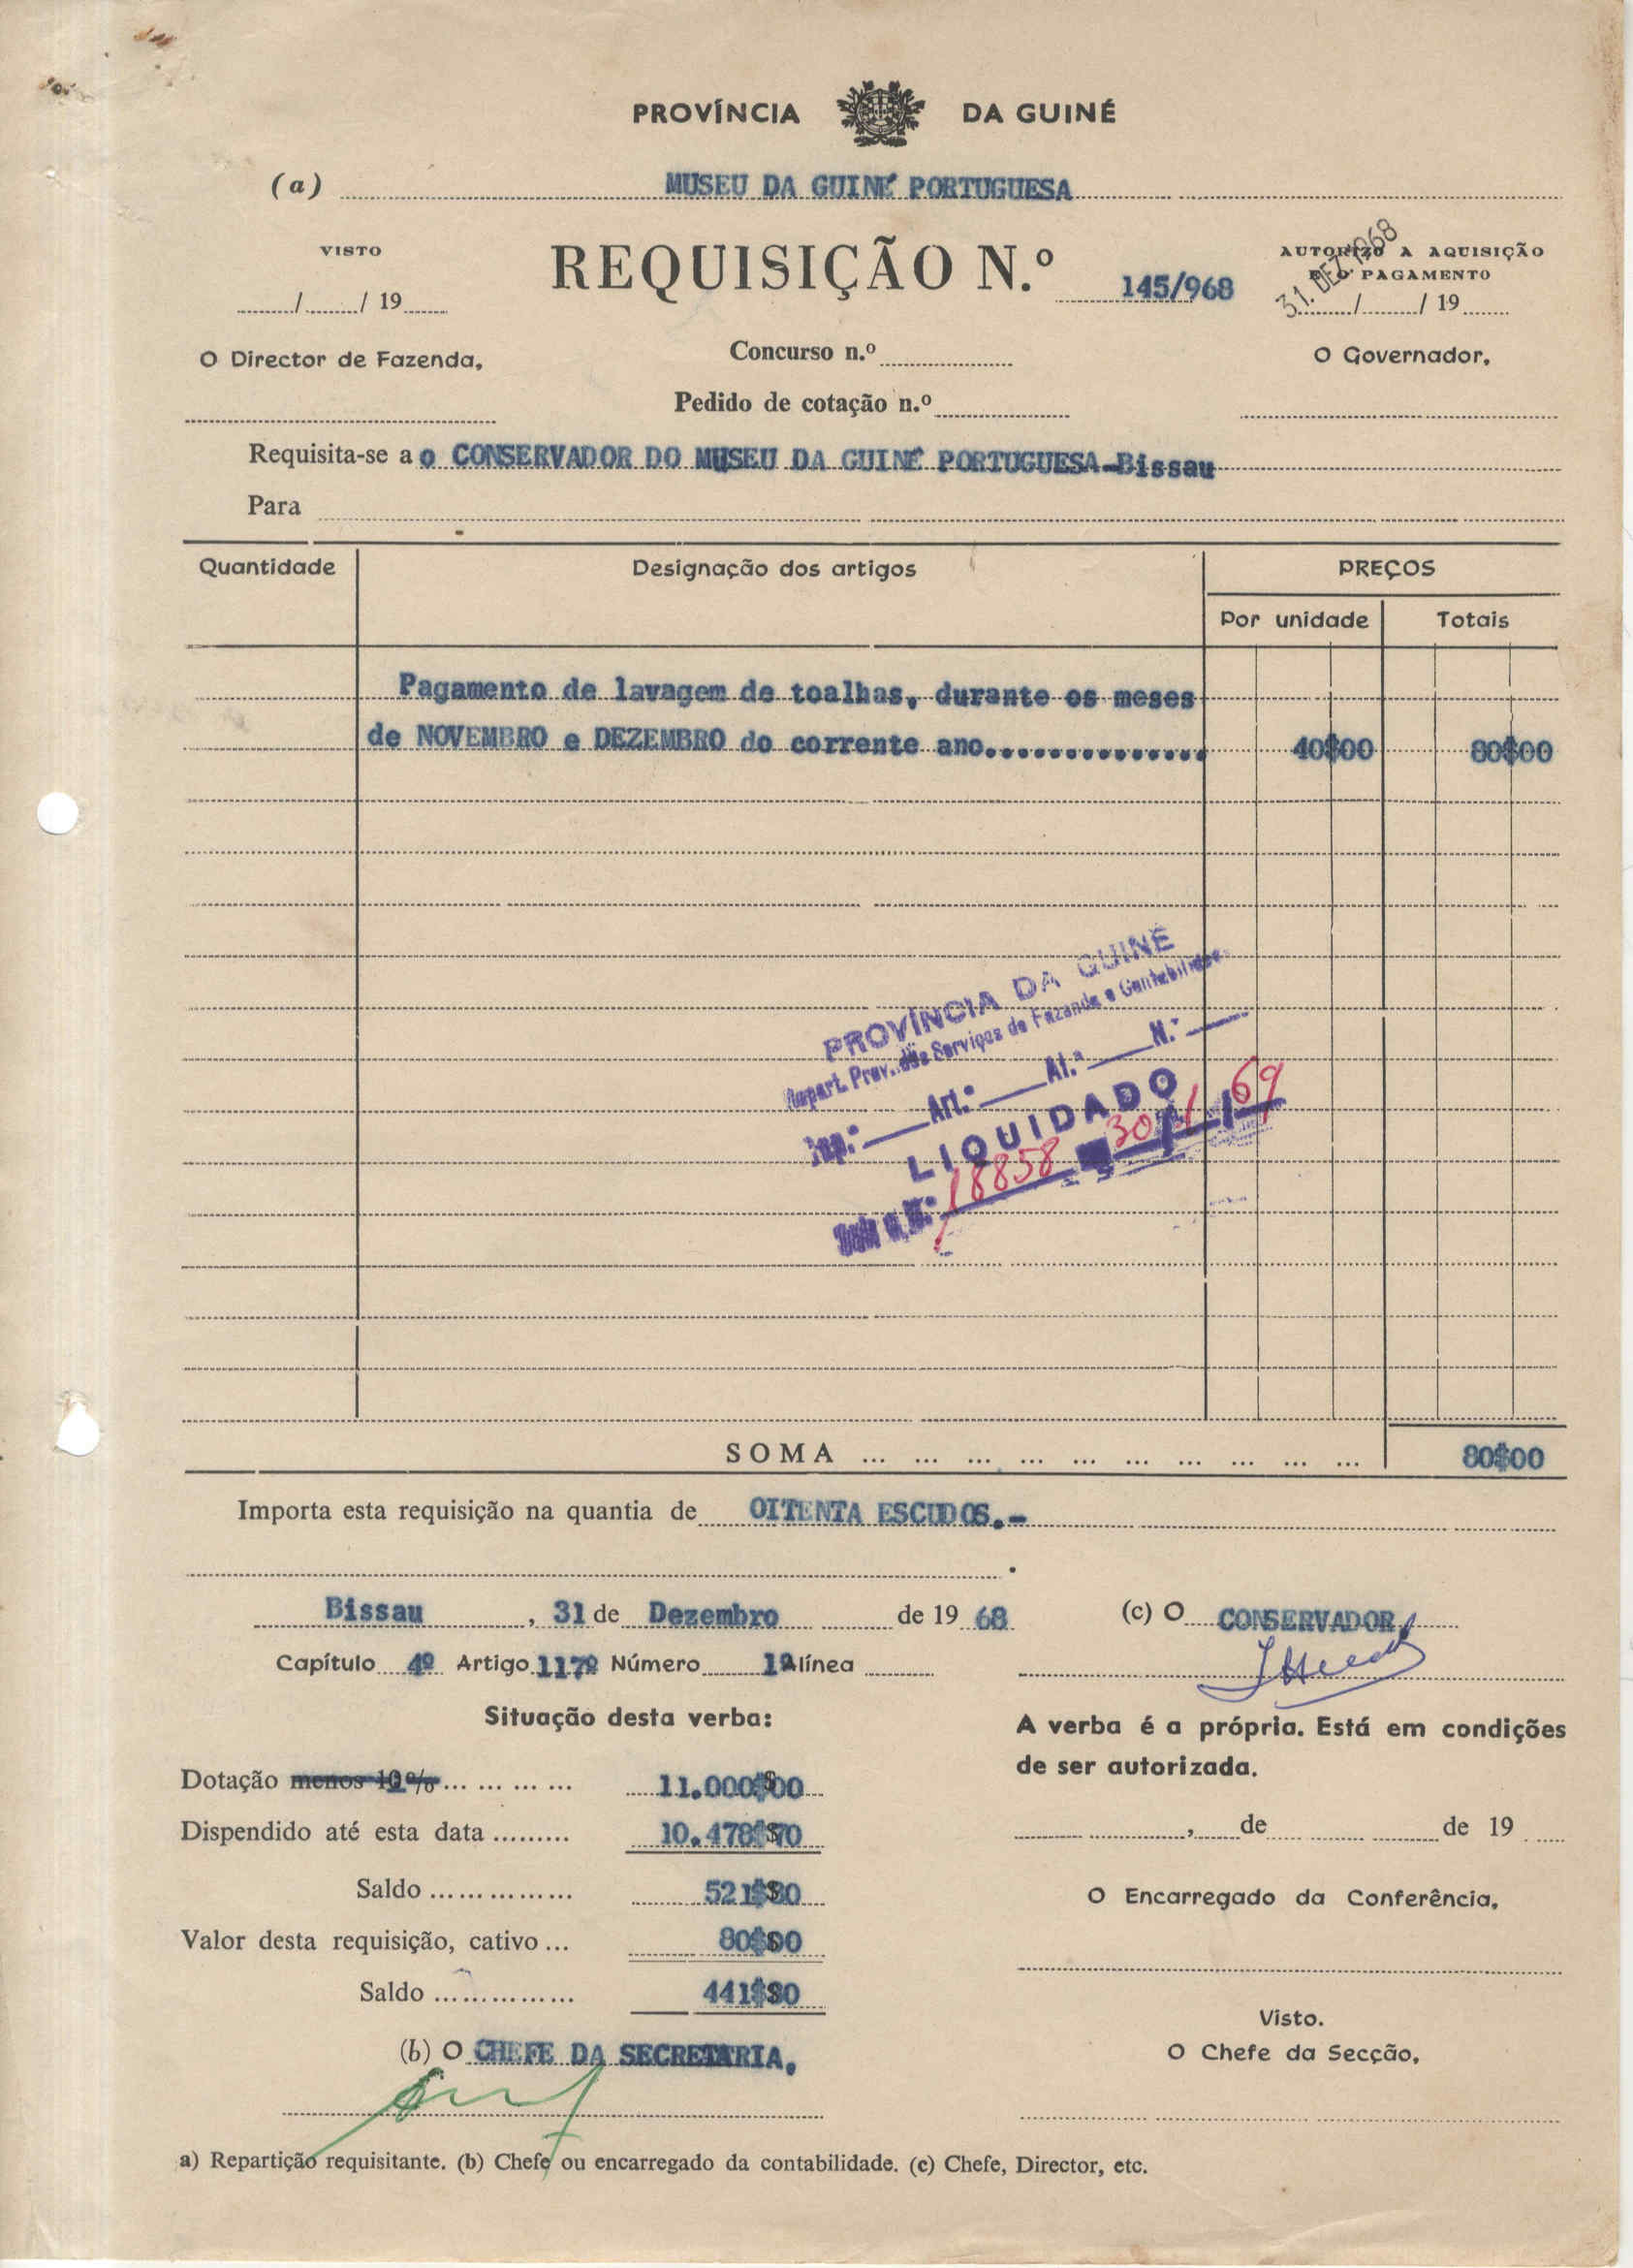 PROVÍNCIA DA GUINÉ
(a) MUSEU DA GUINÉ PORTUGUESA
VISTO
REQUISIÇÃO N.º 145/968
AUTORIZO A AQUISIÇÃO
E O PAGAMENTO
31. DEZ. 1968
/ / 19
/ / 19
O Director de Fazenda,
Concurso n.º
O Governador,
Pedido de cotação n.º
Requisita-se a o CONSERVADOR DO MUSEU DA GUINÉ PORTUGUESA-Bissau
Para
Quantidade Designação dos artigos PREÇOS
Por unidade Totais
Pagamento de lavagem de toalhas, durante os meses
de NOVEMBRO e DEZEMBRO do corrente ano.............. 40$00 80$00
PROVÍNCIA DA GUINÉ
Repart. Prov. dos Serviços de Fazenda e Contabilidade
Cap.º Art.º Al.ª N.º
LIQUIDADO
18858 30/1/69
SOMA ... ... ... ... ... ... ... ... ... ... 80$00
Importa esta requisição na quantia de OITENTA ESCUDOS.-
Bissau, 31 de Dezembro de 19 68
(c) O CONSERVADOR,
Capítulo 4º Artigo 117º Número 1 Alínea
Situação desta verba:
A verba é a própria. Está em condições
de ser autorizada.
Dotação menos 10% ... ... ... ... 11.000$00
Dispendido até esta data ......... 10.478$70
, de de 19
Saldo ............... 521$30
O Encarregado da Conferência,
Valor desta requisição, cativo ... 80$00
Saldo ............... 441$30
Visto.
(b) O CHEFE DA SECRETARIA,
O Chefe da Secção,
a) Repartição requisitante. (b) Chefe ou encarregado da contabilidade. (c) Chefe, Director, etc.